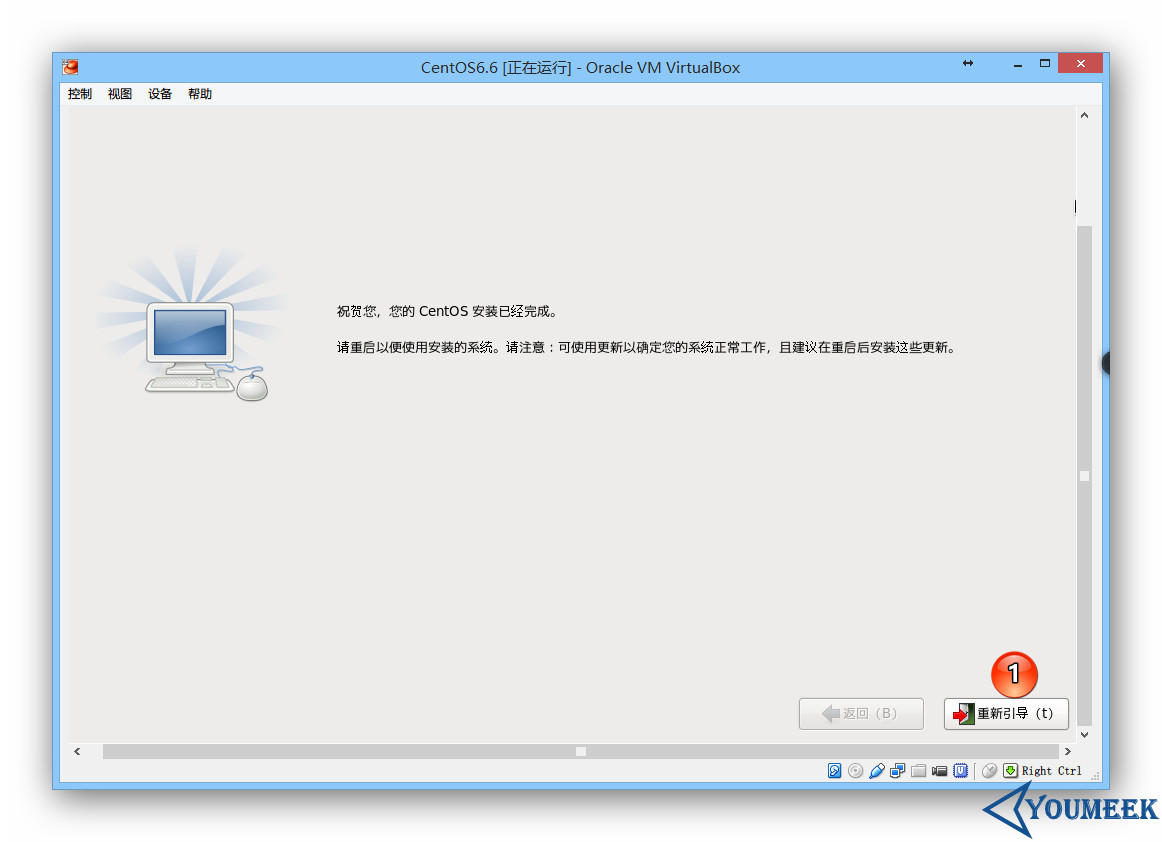 CentOS6.6 [正在运行] - Oracle VM VirtualBox
控制 视图 设备 帮助
祝贺您，您的 CentOS 安装已经完成。
请重启以便使用安装的系统。请注意：可使用更新以确定您的系统正常工作，且建议在重启后安装这些更新。
1
返回（B） 重新引导（t）
Right Ctrl
YOUMEEK